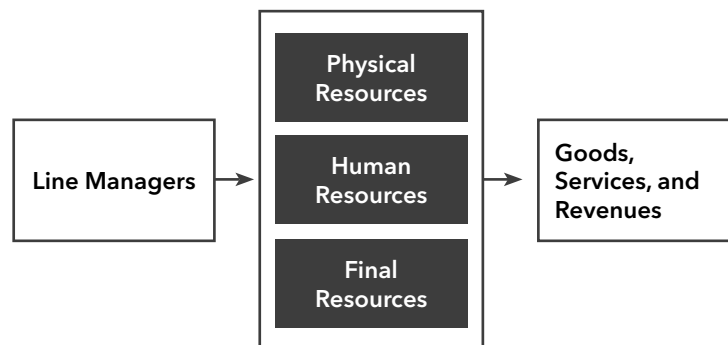 Line Managers
Physical
Resources
Human
Resources
Final
Resources
Goods,
Services, and
Revenues